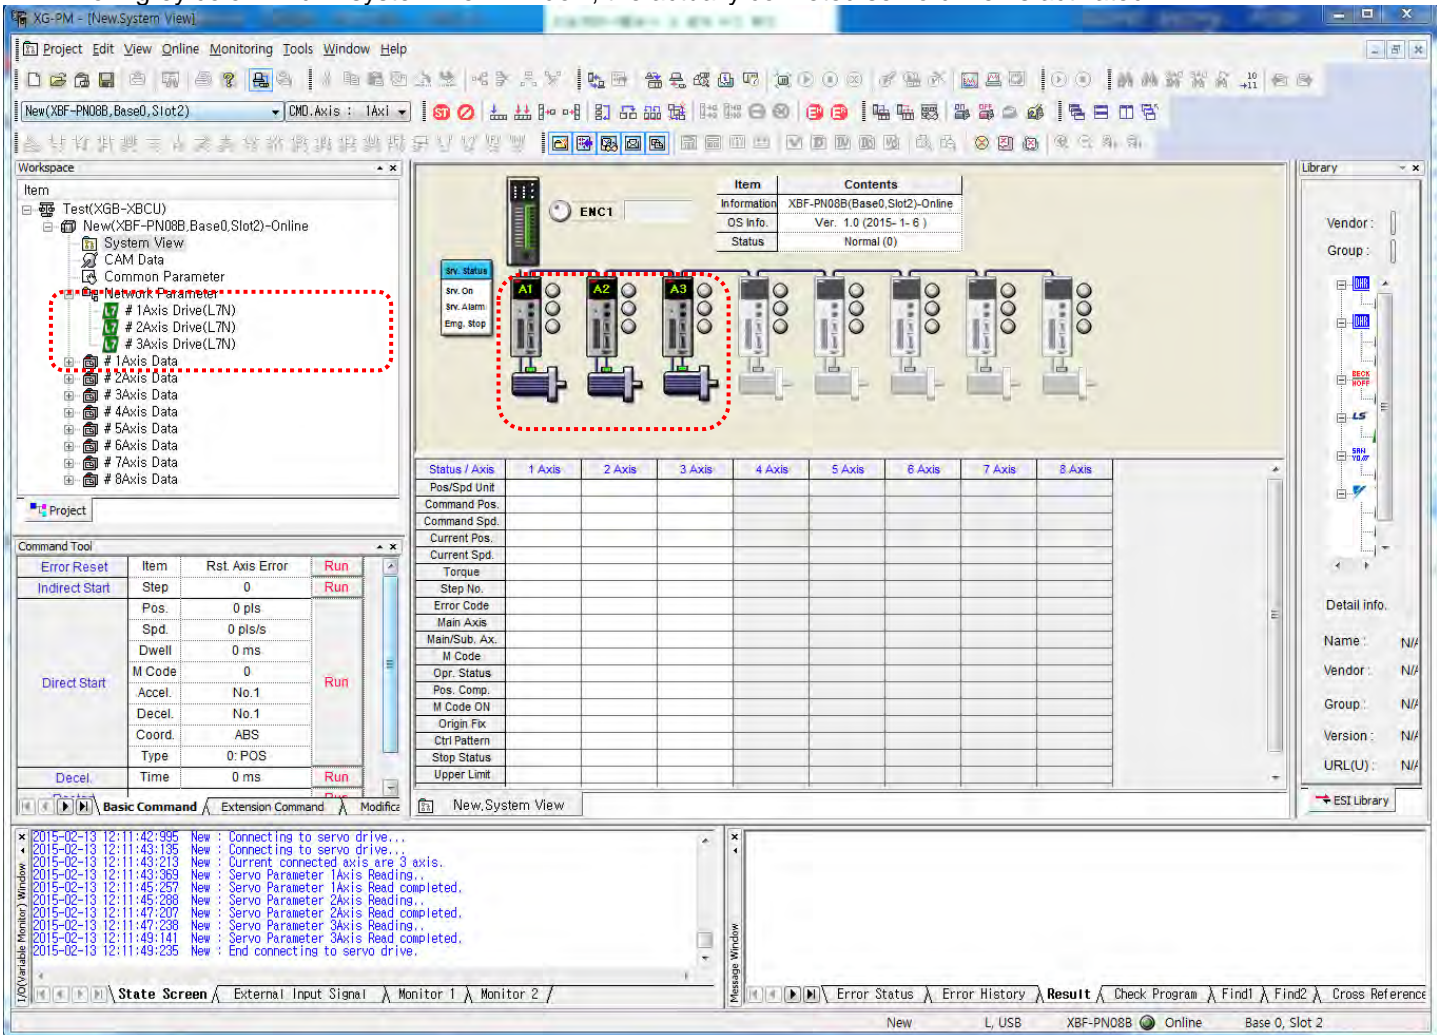 XG-PM - [New.System View]
Project Edit View Online Monitoring Tools Window Help
New(XBF-PN08B,Base0,Slot2)
CMD.Axis : 1Axi
Workspace
Item
Test(XGB-XBCU)
New(XBF-PN08B,Base0,Slot2)-Online
System View
CAM Data
Common Parameter
Network Parameter
# 1Axis Drive(L7N)
# 2Axis Drive(L7N)
# 3Axis Drive(L7N)
# 1Axis Data
# 2Axis Data
# 3Axis Data
# 4Axis Data
# 5Axis Data
# 6Axis Data
# 7Axis Data
# 8Axis Data
Project
ENC1
Item Contents
Information XBF-PN08B(Base0,Slot2)-Online
OS Info. Ver. 1.0 (2015- 1- 6 )
Status Normal (0)
Srv. Status
Srv. On
Srv. Alarm
Emg. Stop
A1 A2 A3
Status / Axis 1 Axis 2 Axis 3 Axis 4 Axis 5 Axis 6 Axis 7 Axis 8 Axis
Pos/Spd Unit
Command Pos.
Command Spd.
Current Pos.
Current Spd.
Torque
Step No.
Error Code
Main Axis
Main/Sub. Ax.
M Code
Opr. Status
Pos. Comp.
M Code ON
Origin Fix
Ctrl Pattern
Stop Status
Upper Limit
New.System View
Library
Vendor :
Group :
BECK
HOFF
LS
Detail info.
Name : N/A
Vendor : N/A
Group : N/A
Version : N/A
URL(U) : N/A
ESI Library
Command Tool
Error Reset Item Rst. Axis Error Run
Indirect Start Step 0 Run
Direct Start
Pos. 0 pls
Spd. 0 pls/s
Dwell 0 ms
M Code 0
Run
Accel. No.1
Decel. No.1
Coord. ABS
Type 0: POS
Decel. Time 0 ms Run
Basic Command Extension Command Modifica
I/O(Variable Monitor) Window
2015-02-13 12:11:42:995 New : Connecting to servo drive...
2015-02-13 12:11:43:135 New : Connecting to servo drive...
2015-02-13 12:11:43:213 New : Current connected axis are 3 axis.
2015-02-13 12:11:43:369 New : Servo Parameter 1Axis Reading..
2015-02-13 12:11:45:257 New : Servo Parameter 1Axis Read completed.
2015-02-13 12:11:45:288 New : Servo Parameter 2Axis Reading..
2015-02-13 12:11:47:207 New : Servo Parameter 2Axis Read completed.
2015-02-13 12:11:47:238 New : Servo Parameter 3Axis Reading..
2015-02-13 12:11:49:141 New : Servo Parameter 3Axis Read completed.
2015-02-13 12:11:49:235 New : End connecting to servo drive.
State Screen External Input Signal Monitor 1 Monitor 2
Message Window
Error Status Error History Result Check Program Find1 Find2 Cross Reference
New L, USB XBF-PN08B Online Base 0, Slot 2